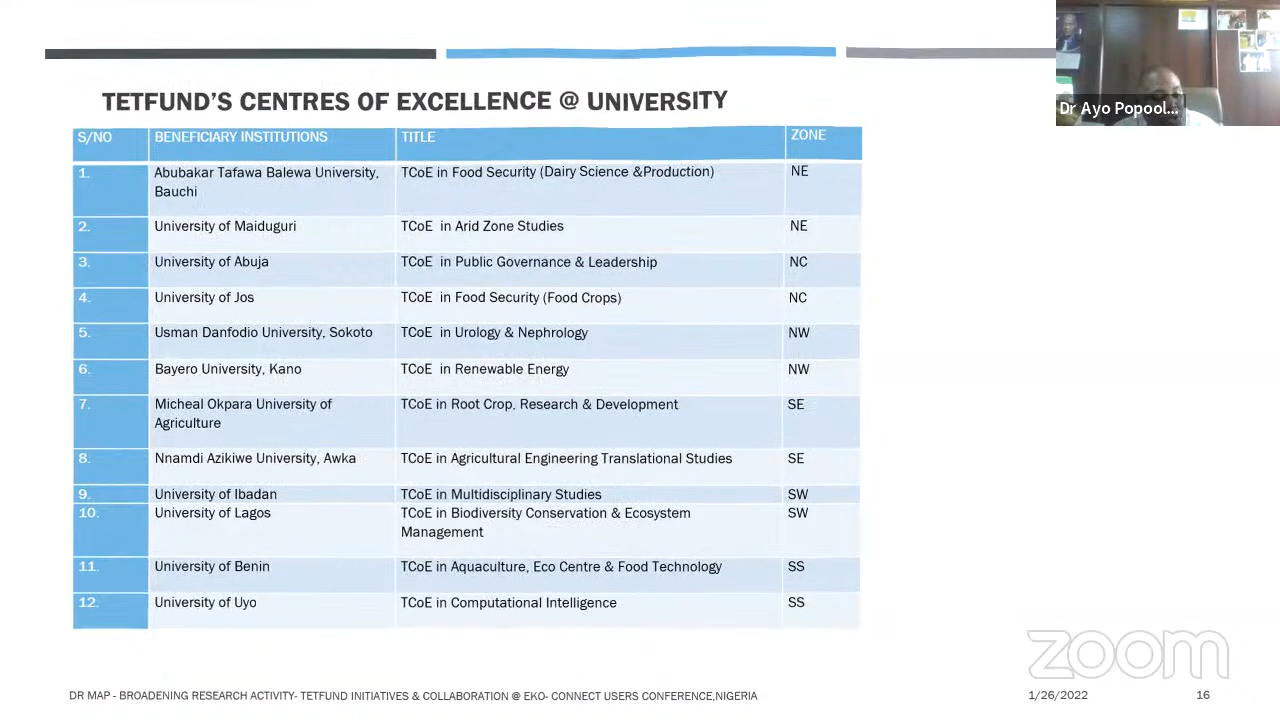 TETFUND'S CENTRES OF EXCELLENCE @ UNIVERSITY
Dr Ayo Popool...
S/NO BENEFICIARY INSTITUTIONS TITLE ZONE
1. Abubakar Tafawa Balewa University, TCoE in Food Security (Dairy Science &Production) NE
Bauchi
2. University of Maiduguri TCoE in Arid Zone Studies NE
3. University of Abuja TCoE in Public Governance & Leadership NC
4. University of Jos TCoE in Food Security (Food Crops) NC
5. Usman Danfodio University, Sokoto TCoE in Urology & Nephrology NW
6. Bayero University, Kano TCoE in Renewable Energy NW
7. Micheal Okpara University of TCoE in Root Crop, Research & Development SE
Agriculture
8. Nnamdi Azikiwe University, Awka TCoE in Agricultural Engineering Translational Studies SE
9. University of Ibadan TCoE in Multidisciplinary Studies SW
10. University of Lagos TCoE in Biodiversity Conservation & Ecosystem SW
Management
11. University of Benin TCoE in Aquaculture, Eco Centre & Food Technology SS
12. University of Uyo TCoE in Computational Intelligence SS
zoom
DR MAP - BROADENING RESEARCH ACTIVITY- TETFUND INITIATIVES & COLLABORATION @ EKO- CONNECT USERS CONFERENCE,NIGERIA 1/26/2022 16